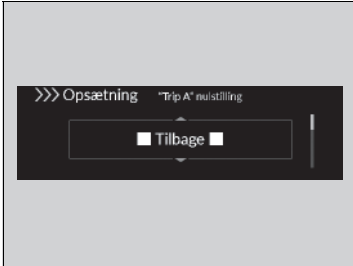 >>> Opsætning "Trip A" nulstilling
■ Tilbage ■